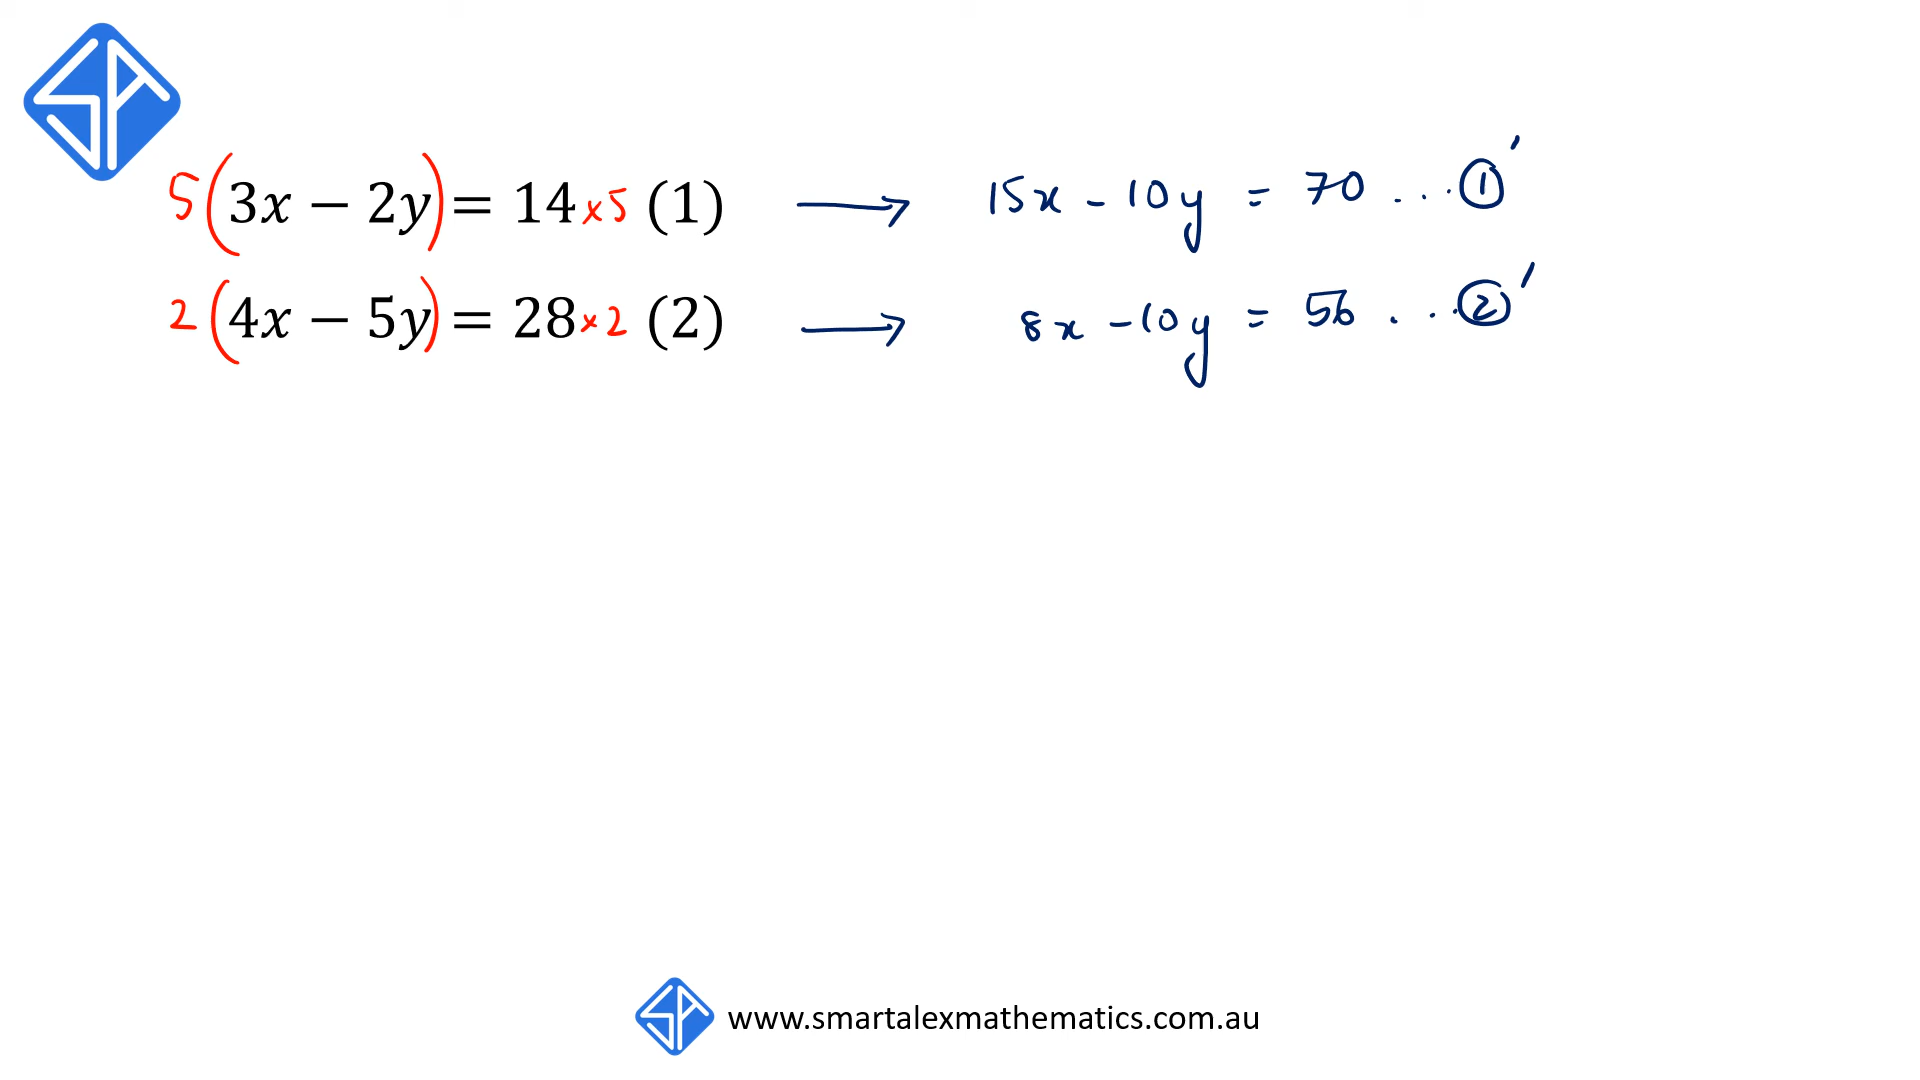 5(3x − 2y) = 14 × 5 (1) ⟶ 15x − 10y = 70 ... ①′
2(4x − 5y) = 28 × 2 (2) ⟶ 8x − 10y = 56 ... ②′
www.smartalexmathematics.com.au